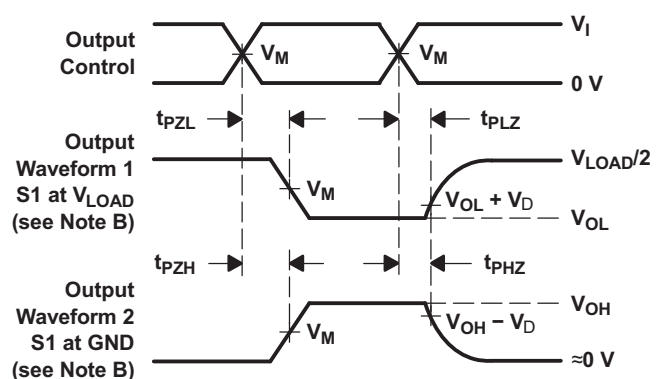 Output
Control
V_M
V_M
V_I
0 V
t_PZL
t_PLZ
Output
Waveform 1
S1 at V_LOAD
(see Note B)
V_M
V_LOAD/2
V_OL + V_D
V_OL
t_PZH
t_PHZ
Output
Waveform 2
S1 at GND
(see Note B)
V_M
V_OH
V_OH − V_D
≈0 V